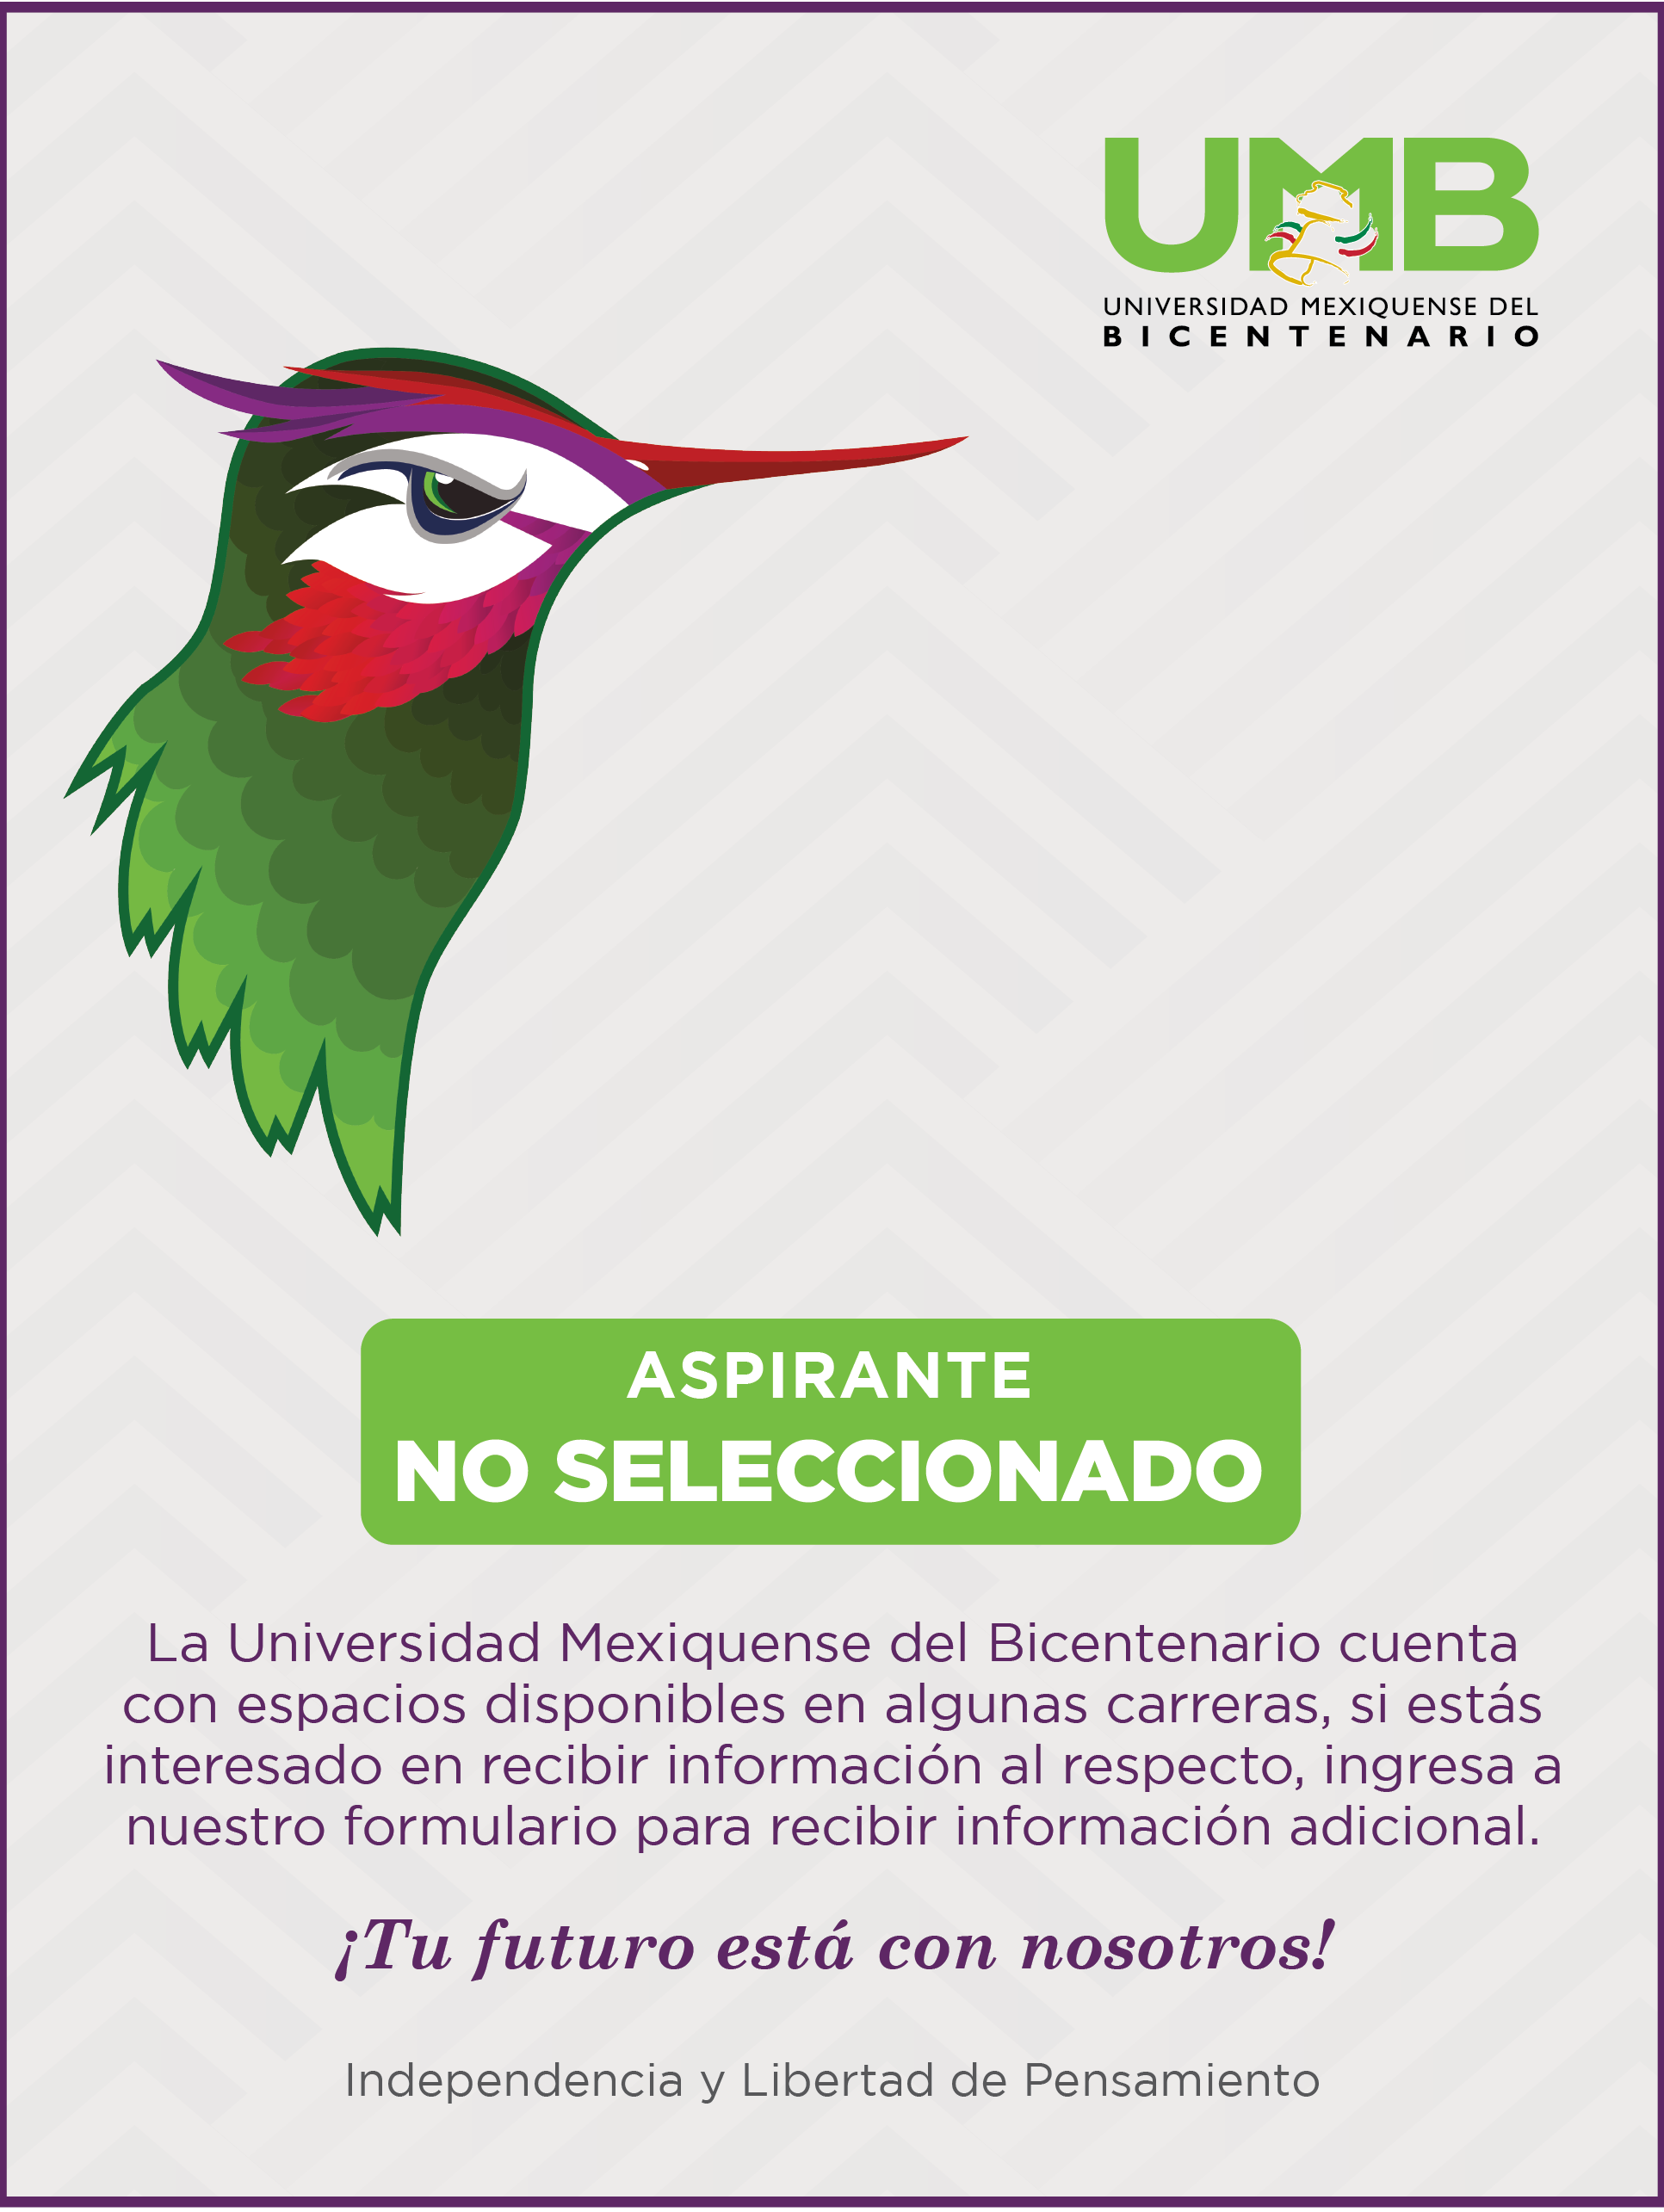 UMB
UNIVERSIDAD MEXIQUENSE DEL
BICENTENARIO
ASPIRANTE
NO SELECCIONADO
La Universidad Mexiquense del Bicentenario cuenta
con espacios disponibles en algunas carreras, si estás
interesado en recibir información al respecto, ingresa a
nuestro formulario para recibir información adicional.
¡Tu futuro está con nosotros!
Independencia y Libertad de Pensamiento